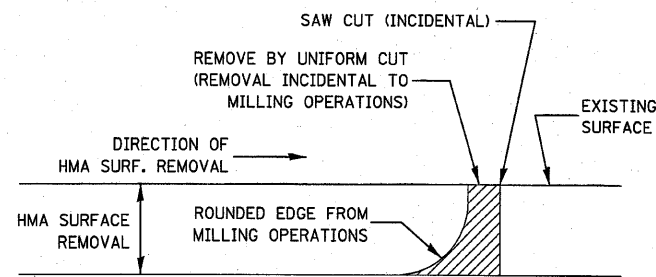 SAW CUT (INCIDENTAL)
REMOVE BY UNIFORM CUT
(REMOVAL INCIDENTAL TO
MILLING OPERATIONS)
EXISTING
SURFACE
DIRECTION OF
HMA SURF. REMOVAL
HMA SURFACE
REMOVAL
ROUNDED EDGE FROM
MILLING OPERATIONS